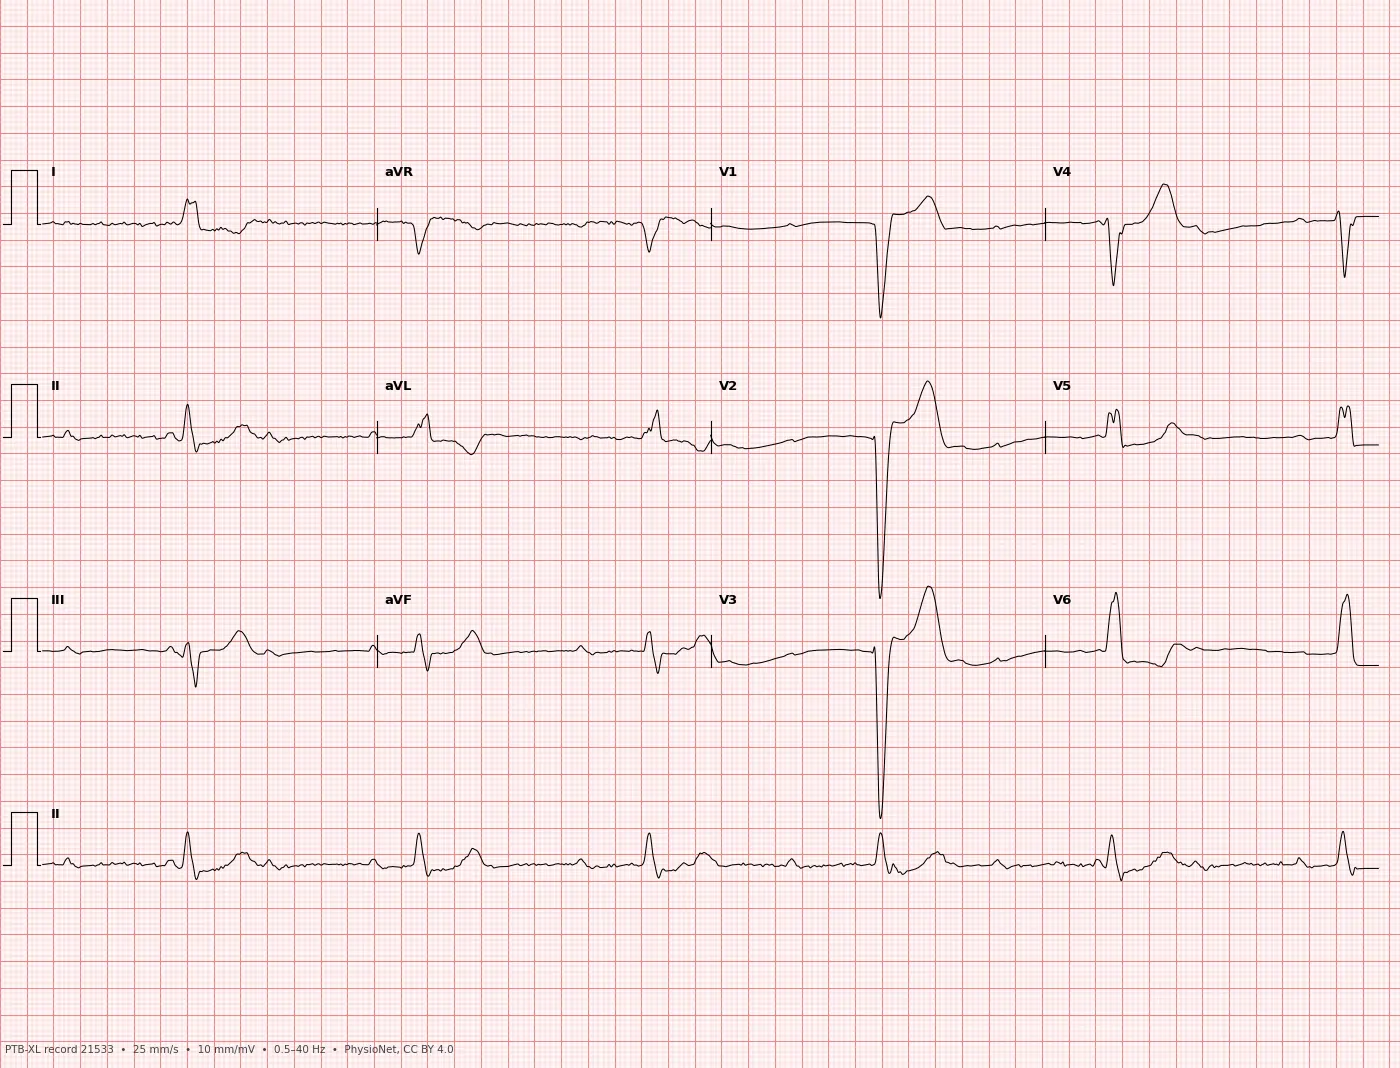 I aVR V1 V4
II aVL V2 V5
III aVF V3 V6
II
PTB-XL record 21533 • 25 mm/s • 10 mm/mV • 0.5–40 Hz • PhysioNet, CC BY 4.0